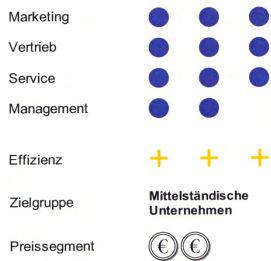 Marketing
Vertrieb
Service
Management
Effizienz + + +
Zielgruppe Mittelständische
Unternehmen
Preissegment € €